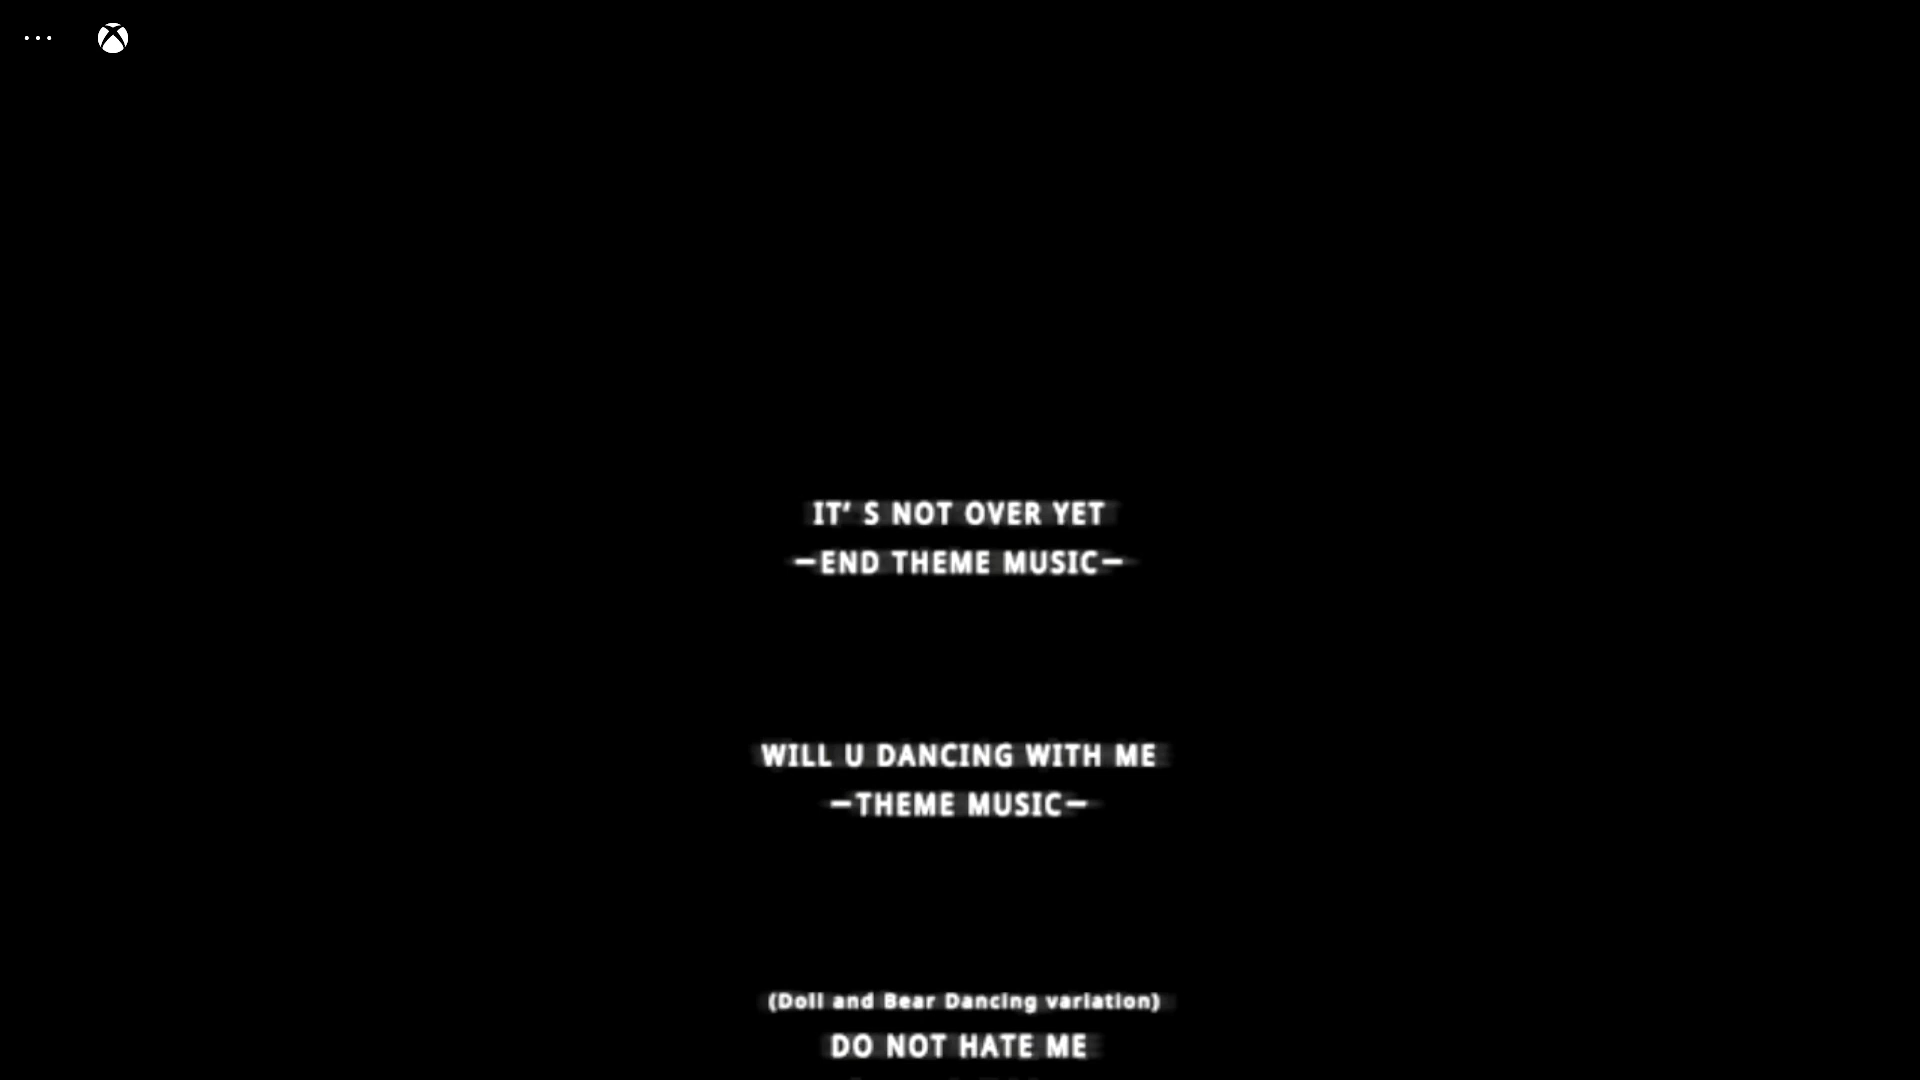 IT’ S NOT OVER YET
—END THEME MUSIC—
WILL U DANCING WITH ME
—THEME MUSIC—
(Doll and Bear Dancing variation)
DO NOT HATE ME